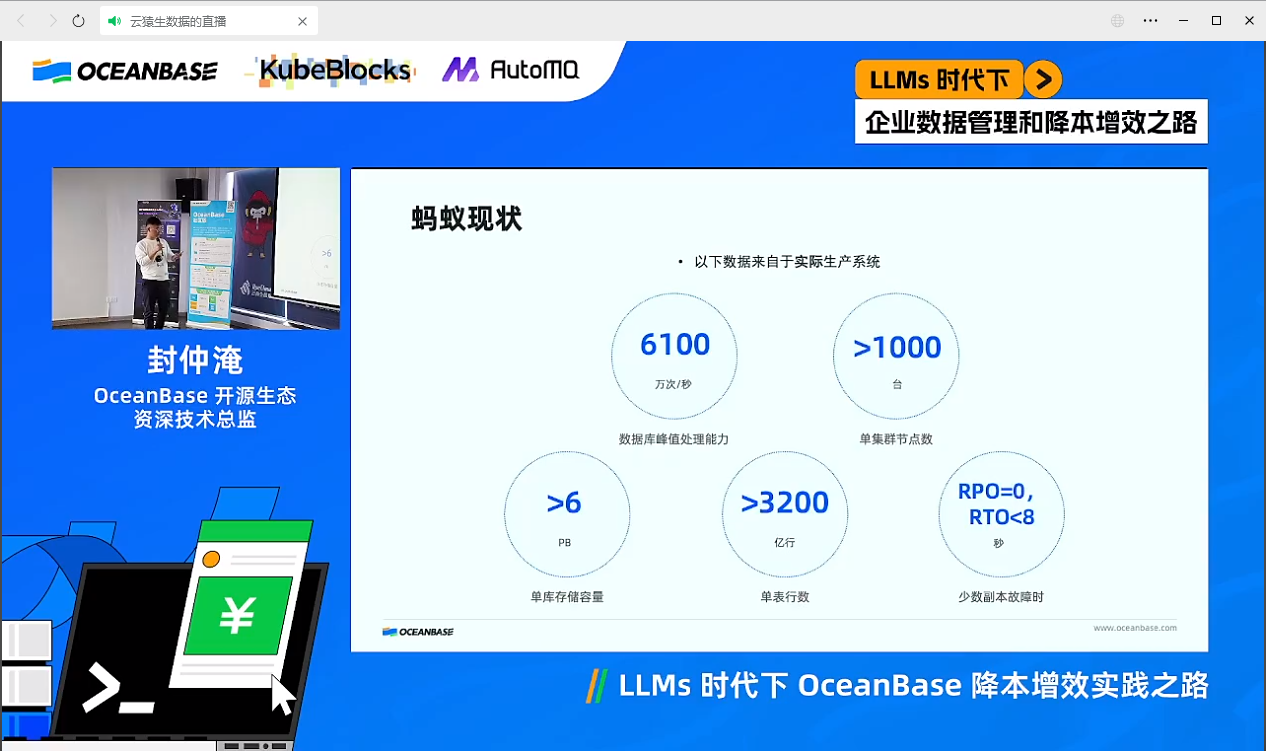 云猿生数据的直播
OCEANBASE
KubeBlocks
AutoMQ
LLMs 时代下
企业数据管理和降本增效之路
蚂蚁现状
• 以下数据来自于实际生产系统
6100
万次/秒
数据库峰值处理能力
>1000
台
单集群节点数
>6
PB
单库存储容量
>3200
亿行
单表行数
RPO=0,
RTO<8
秒
少数副本故障时
OCEANBASE
www.oceanbase.com
OceanBase
>6
封仲淹
OceanBase 开源生态
资深技术总监
¥
>_
// LLMs 时代下 OceanBase 降本增效实践之路